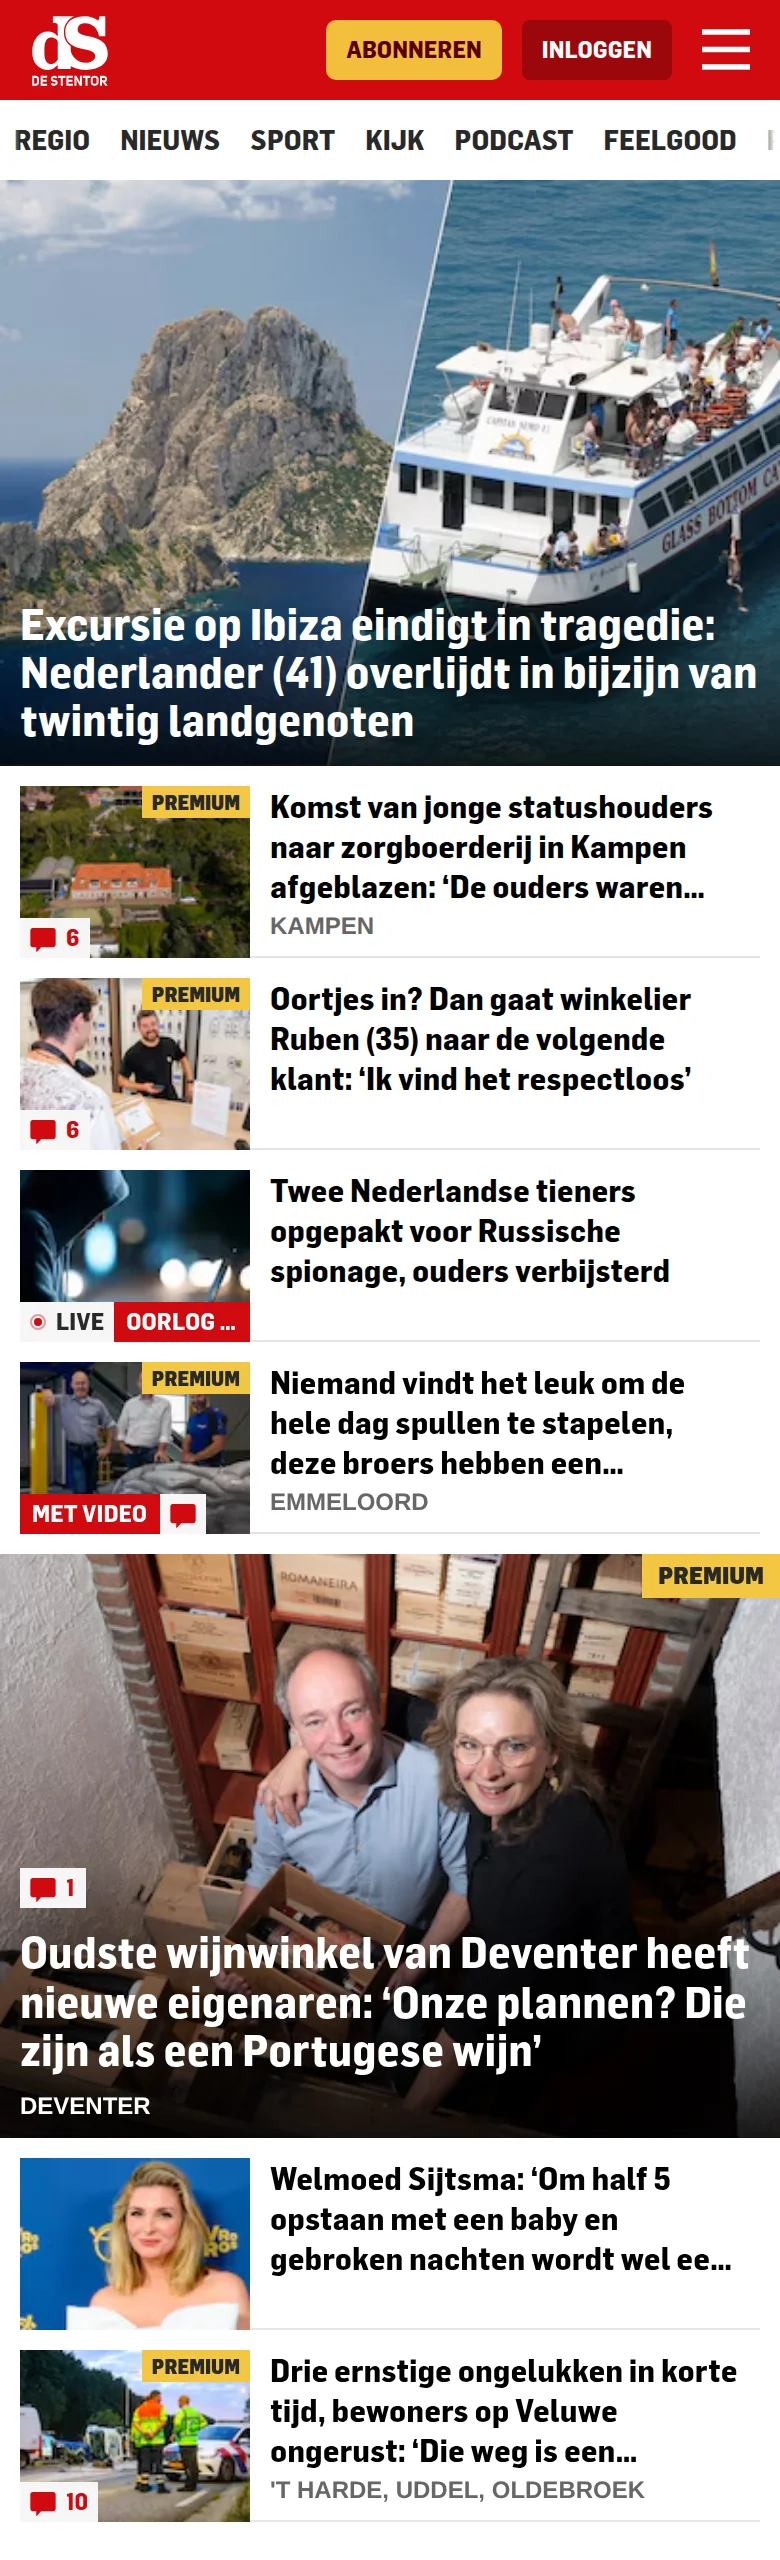 dS
DE STENTOR
ABONNEREN
INLOGGEN
REGIO NIEUWS SPORT KIJK PODCAST FEELGOOD
CAPITAN NEMO
GLASS BOTTOM
Excursie op Ibiza eindigt in tragedie:
Nederlander (41) overlijdt in bijzijn van
twintig landgenoten
PREMIUM
6
Komst van jonge statushouders
naar zorgboerderij in Kampen
afgeblazen: ‘De ouders waren...
KAMPEN
PREMIUM
6
Oortjes in? Dan gaat winkelier
Ruben (35) naar de volgende
klant: ‘Ik vind het respectloos’
LIVE OORLOG ...
Twee Nederlandse tieners
opgepakt voor Russische
spionage, ouders verbijsterd
PREMIUM
MET VIDEO
Niemand vindt het leuk om de
hele dag spullen te stapelen,
deze broers hebben een...
EMMELOORD
PREMIUM
ROMANEIRA
1
Oudste wijnwinkel van Deventer heeft
nieuwe eigenaren: ‘Onze plannen? Die
zijn als een Portugese wijn’
DEVENTER
Welmoed Sijtsma: ‘Om half 5
opstaan met een baby en
gebroken nachten wordt wel ee...
PREMIUM
10
Drie ernstige ongelukken in korte
tijd, bewoners op Veluwe
ongerust: ‘Die weg is een...
'T HARDE, UDDEL, OLDEBROEK